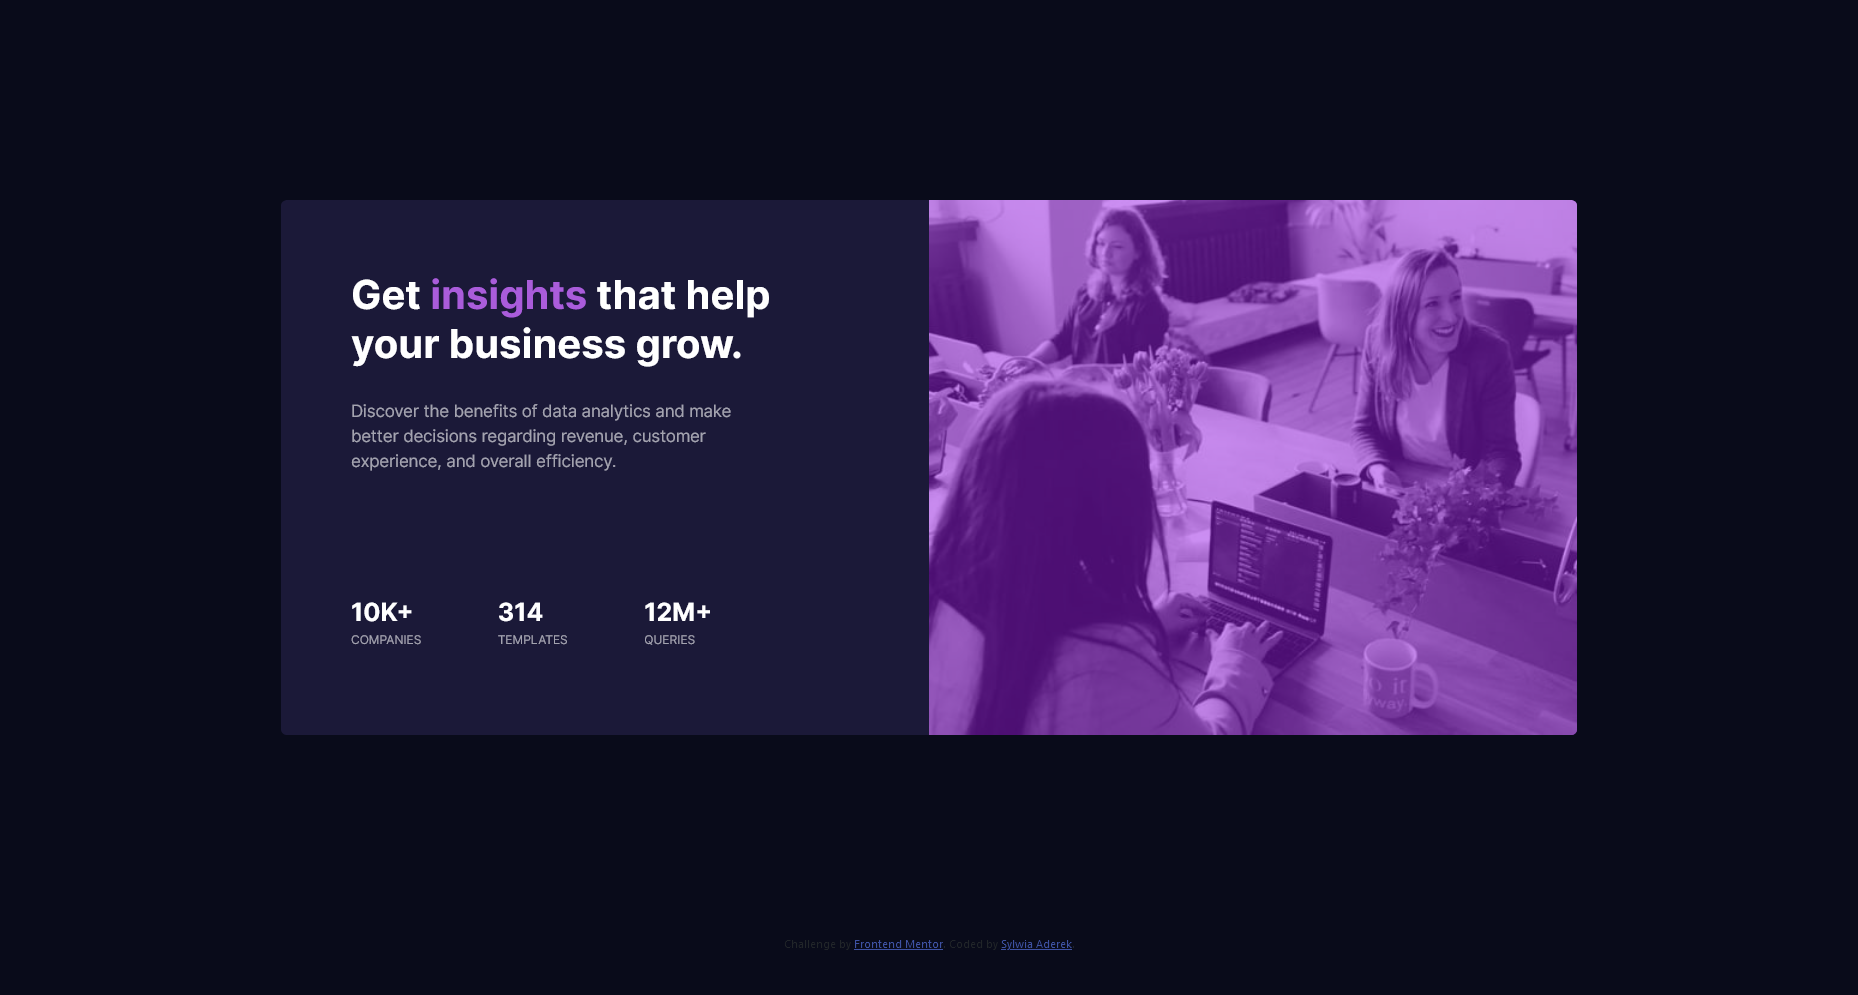 Get insights that help
your business grow.
Discover the benefits of data analytics and make
better decisions regarding revenue, customer
experience, and overall efficiency.
10K+ 314 12M+
COMPANIES TEMPLATES QUERIES
Challenge by Frontend Mentor. Coded by Sylwia Aderek.